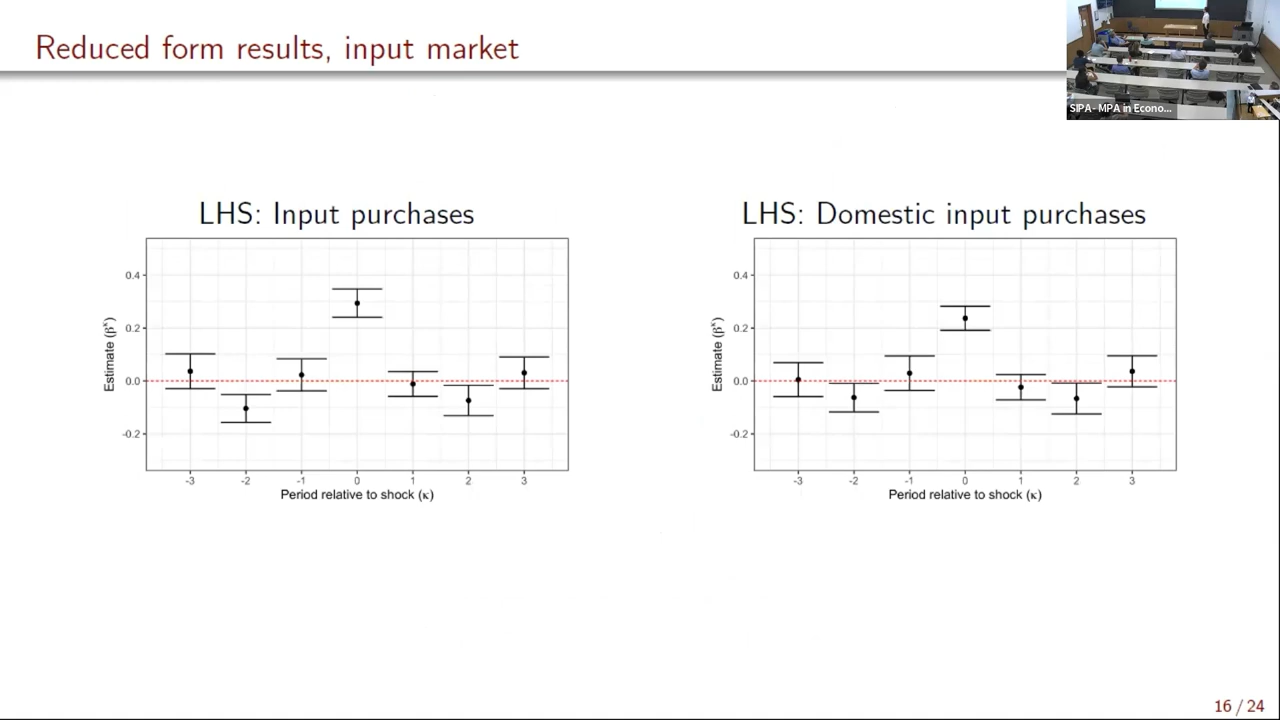 Reduced form results, input market
SIPA- MPA in Econo...
LHS: Input purchases
0.4
0.2
0.0
-0.2
Estimate (βᵏ)
-3 -2 -1 0 1 2 3
Period relative to shock (κ)
LHS: Domestic input purchases
0.4
0.2
0.0
-0.2
Estimate (βᵏ)
-3 -2 -1 0 1 2 3
Period relative to shock (κ)
16 / 24